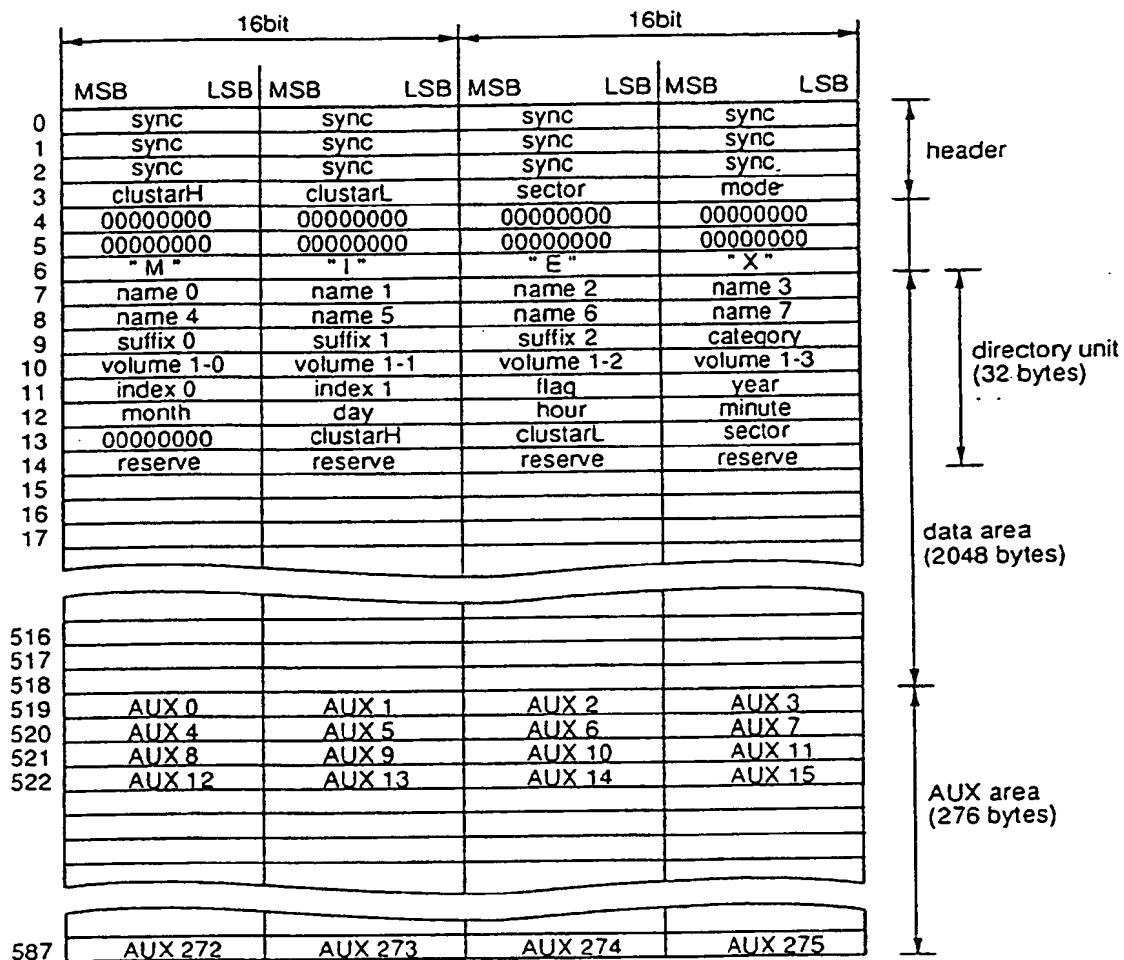 16bit 16bit
MSB LSB MSB LSB MSB LSB MSB LSB
0 sync sync sync sync
1 sync sync sync sync
2 sync sync sync sync
header
3 clustarH clustarL sector mode
4 00000000 00000000 00000000 00000000
5 00000000 00000000 00000000 00000000
6 "M" "I" "E" "X"
7 name 0 name 1 name 2 name 3
8 name 4 name 5 name 6 name 7
9 suffix 0 suffix 1 suffix 2 category
10 volume 1-0 volume 1-1 volume 1-2 volume 1-3
directory unit
(32 bytes)
11 index 0 index 1 flag year
12 month day hour minute
13 00000000 clustarH clustarL sector
14 reserve reserve reserve reserve
15
16
17
data area
(2048 bytes)
516
517
518
519 AUX 0 AUX 1 AUX 2 AUX 3
520 AUX 4 AUX 5 AUX 6 AUX 7
521 AUX 8 AUX 9 AUX 10 AUX 11
522 AUX 12 AUX 13 AUX 14 AUX 15
AUX area
(276 bytes)
587 AUX 272 AUX 273 AUX 274 AUX 275